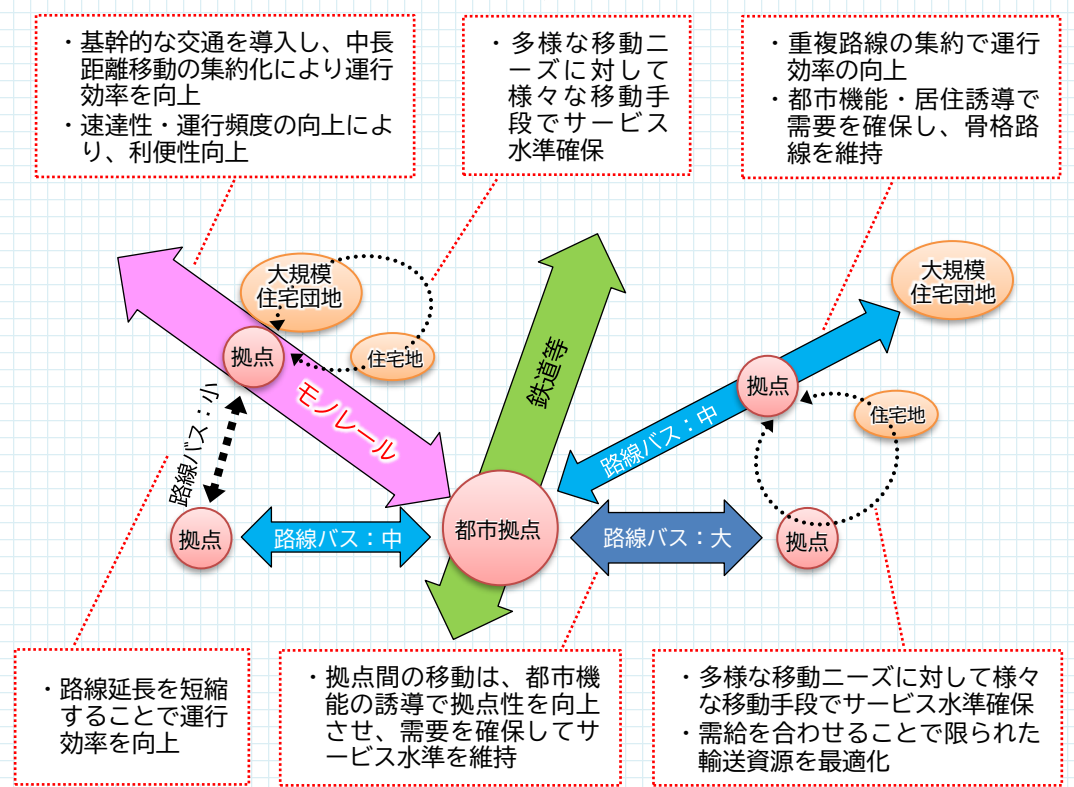 ・基幹的な交通を導入し、中長
距離移動の集約化により運行
効率を向上
・速達性・運行頻度の向上によ
り、利便性向上
・多様な移動ニ
ーズに対して
様々な移動手
段でサービス
水準確保
・重複路線の集約で運行
効率の向上
・都市機能・居住誘導で
需要を確保し、骨格路
線を維持
大規模
住宅団地
住宅地
拠点
モノレール
路線バス：小
拠点
路線バス：中
鉄道等
都市拠点
大規模
住宅団地
拠点
住宅地
路線バス：中
路線バス：大
拠点
・路線延長を短縮
することで運行
効率を向上
・拠点間の移動は、都市機
能の誘導で拠点性を向上
させ、需要を確保してサ
ービス水準を維持
・多様な移動ニーズに対して様々
な移動手段でサービス水準確保
・需給を合わせることで限られた
輸送資源を最適化